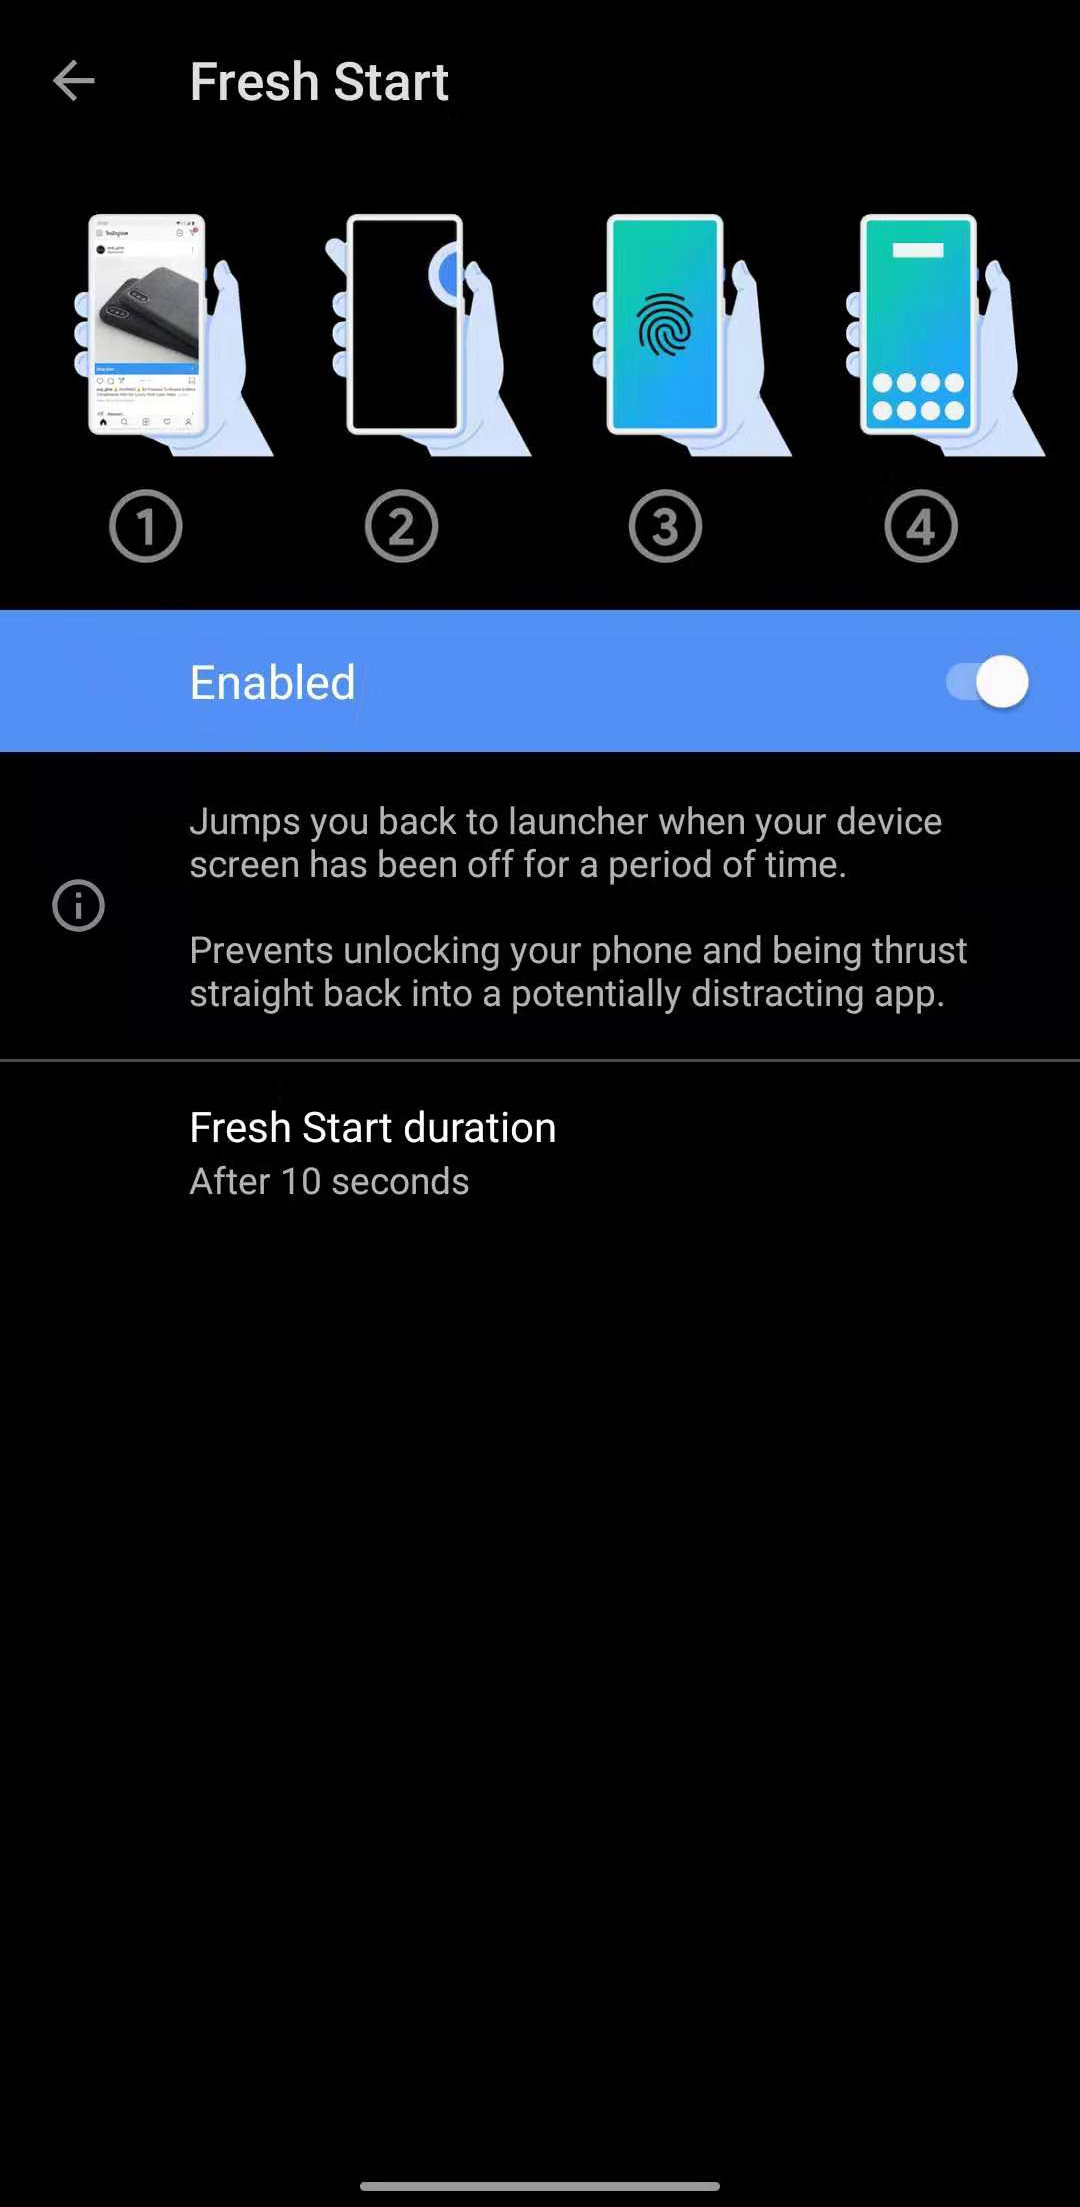 Fresh Start
Instagram
1
2
3
4
Enabled
Jumps you back to launcher when your device
screen has been off for a period of time.
Prevents unlocking your phone and being thrust
straight back into a potentially distracting app.
Fresh Start duration
After 10 seconds